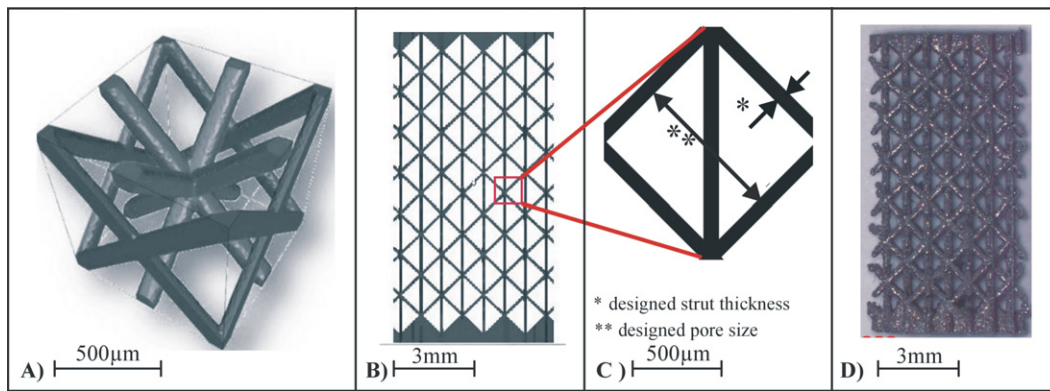 A)
500µm
B)
3mm
*
**
* designed strut thickness
** designed pore size
C )
500µm
D)
3mm